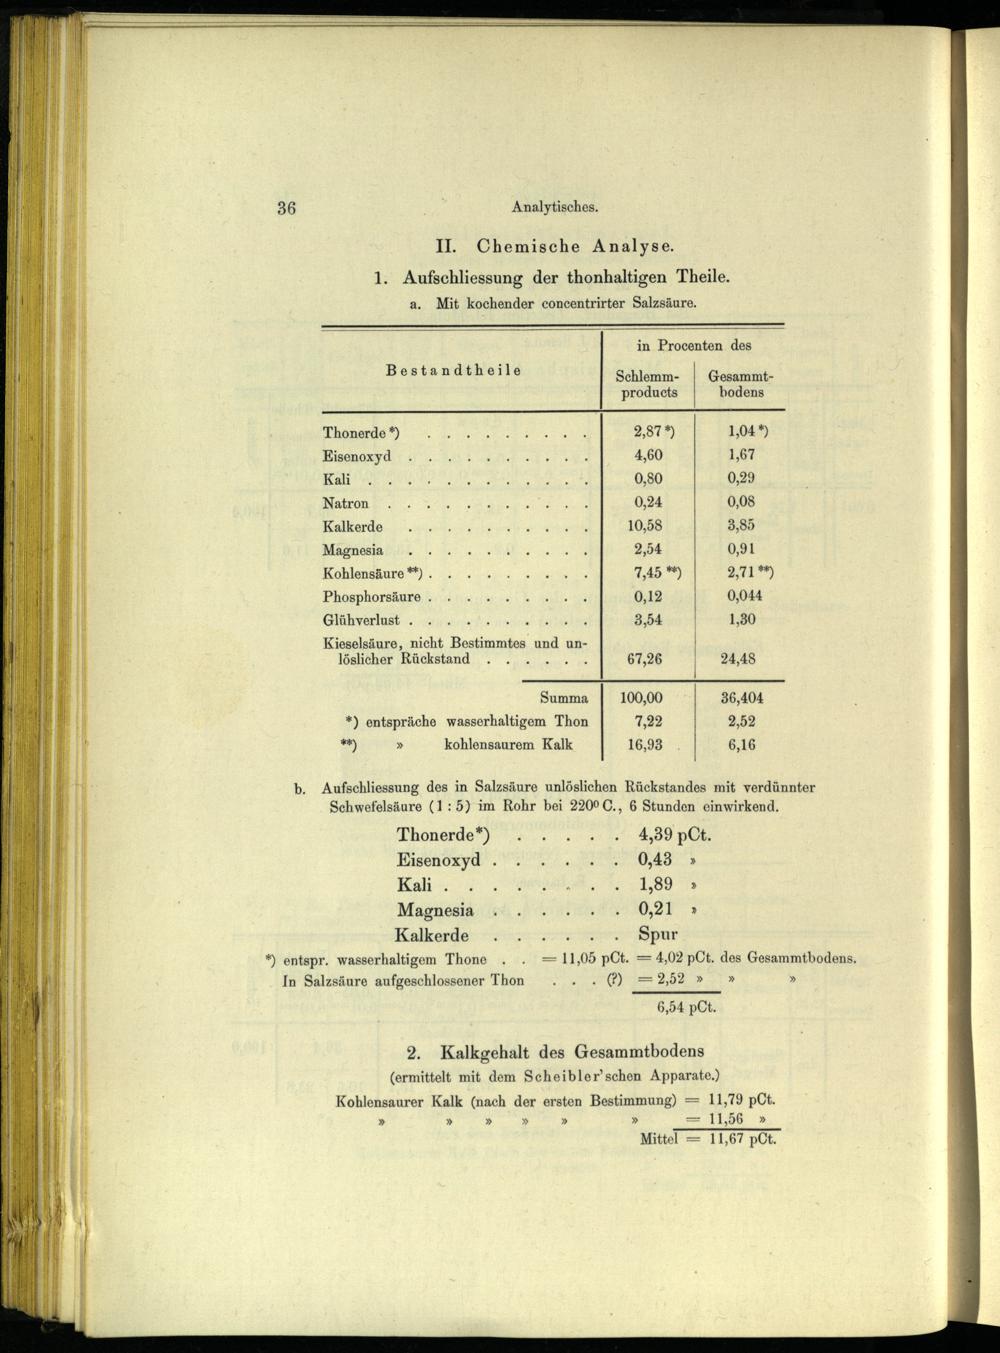 36 Analytisches.
II. Chemische Analyse.
1. Aufschliessung der thonhaltigen Theile.
a. Mit kochender concentrirter Salzsäure.
Bestandtheile
in Procenten des
Schlemm- Gesammt-
products bodens
Thonerde *) . . . . . . . . . 2,87 *) 1,04 *)
Eisenoxyd . . . . . . . . . . 4,60 1,67
Kali . . . . . . . . . . . . 0,80 0,29
Natron . . . . . . . . . . . 0,24 0,08
Kalkerde . . . . . . . . . . 10,58 3,85
Magnesia . . . . . . . . . . 2,54 0,91
Kohlensäure **) . . . . . . . . . 7,45 **) 2,71 **)
Phosphorsäure . . . . . . . . . 0,12 0,044
Glühverlust . . . . . . . . . . 3,54 1,30
Kieselsäure, nicht Bestimmtes und un-
löslicher Rückstand . . . . . . 67,26 24,48
Summa 100,00 36,404
*) entspräche wasserhaltigem Thon 7,22 2,52
**) » kohlensaurem Kalk 16,93 6,16
b. Aufschliessung des in Salzsäure unlöslichen Rückstandes mit verdünnter
Schwefelsäure (1 : 5) im Rohr bei 220⁰ C., 6 Stunden einwirkend.
Thonerde*) . . . . . 4,39 pCt.
Eisenoxyd . . . . . . 0,43 »
Kali . . . . . . . . 1,89 »
Magnesia . . . . . . 0,21 »
Kalkerde . . . . . . Spur
*) entspr. wasserhaltigem Thone . . = 11,05 pCt. = 4,02 pCt. des Gesammtbodens.
In Salzsäure aufgeschlossener Thon . . . (?) = 2,52 » » »
6,54 pCt.
2. Kalkgehalt des Gesammtbodens
(ermittelt mit dem Scheibler'schen Apparate.)
Kohlensaurer Kalk (nach der ersten Bestimmung) = 11,79 pCt.
» » » » » » = 11,56 »
Mittel = 11,67 pCt.